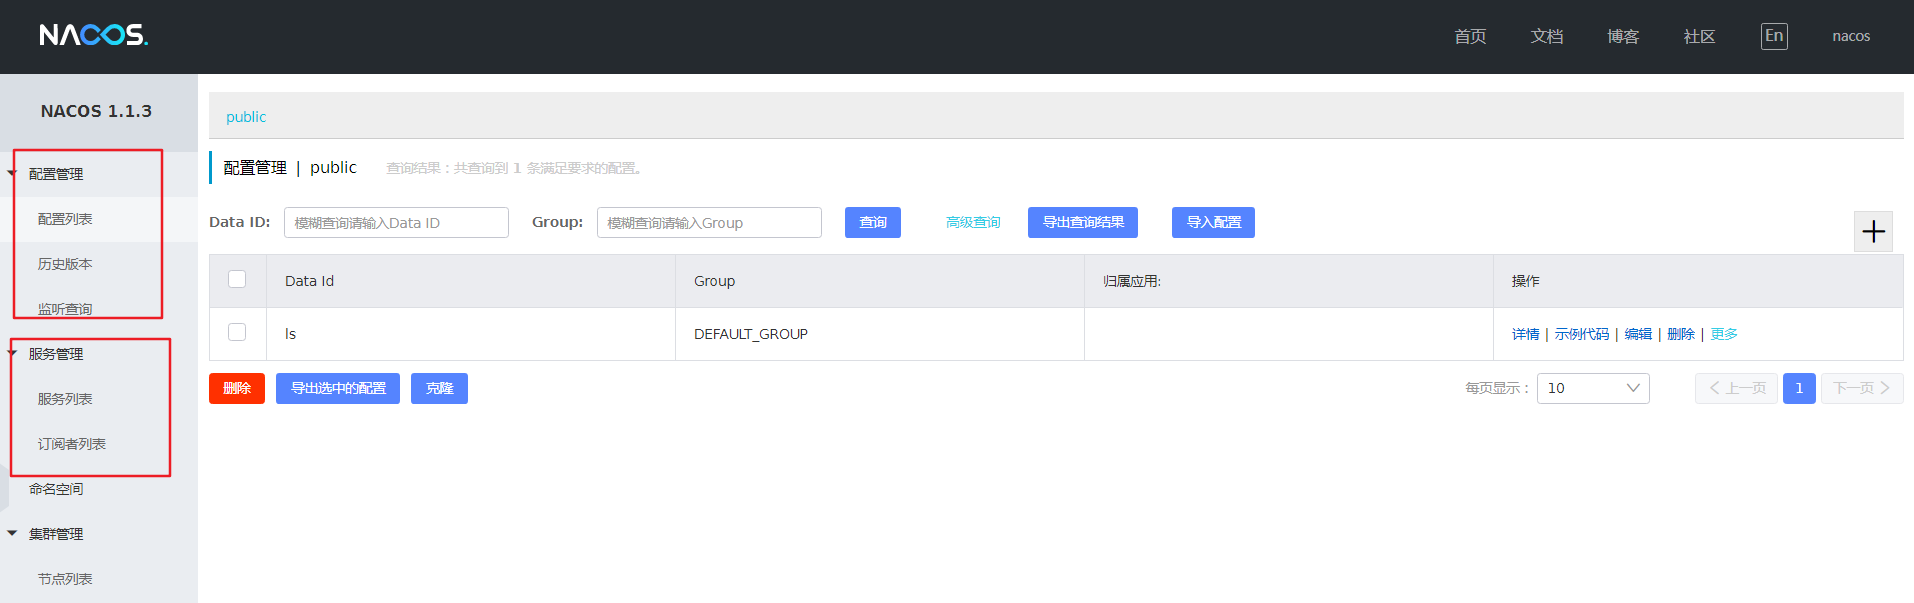 NACOS. 首页 文档 博客 社区 En nacos
NACOS 1.1.3
配置管理
配置列表
历史版本
监听查询
服务管理
服务列表
订阅者列表
命名空间
集群管理
节点列表
public
配置管理 | public 查询结果：共查询到 1 条满足要求的配置。
Data ID: 模糊查询请输入Data ID Group: 模糊查询请输入Group 查询 高级查询 导出查询结果 导入配置 +
Data Id Group 归属应用: 操作
ls DEFAULT_GROUP 详情 | 示例代码 | 编辑 | 删除 | 更多
删除 导出选中的配置 克隆 每页显示： 10 上一页 1 下一页